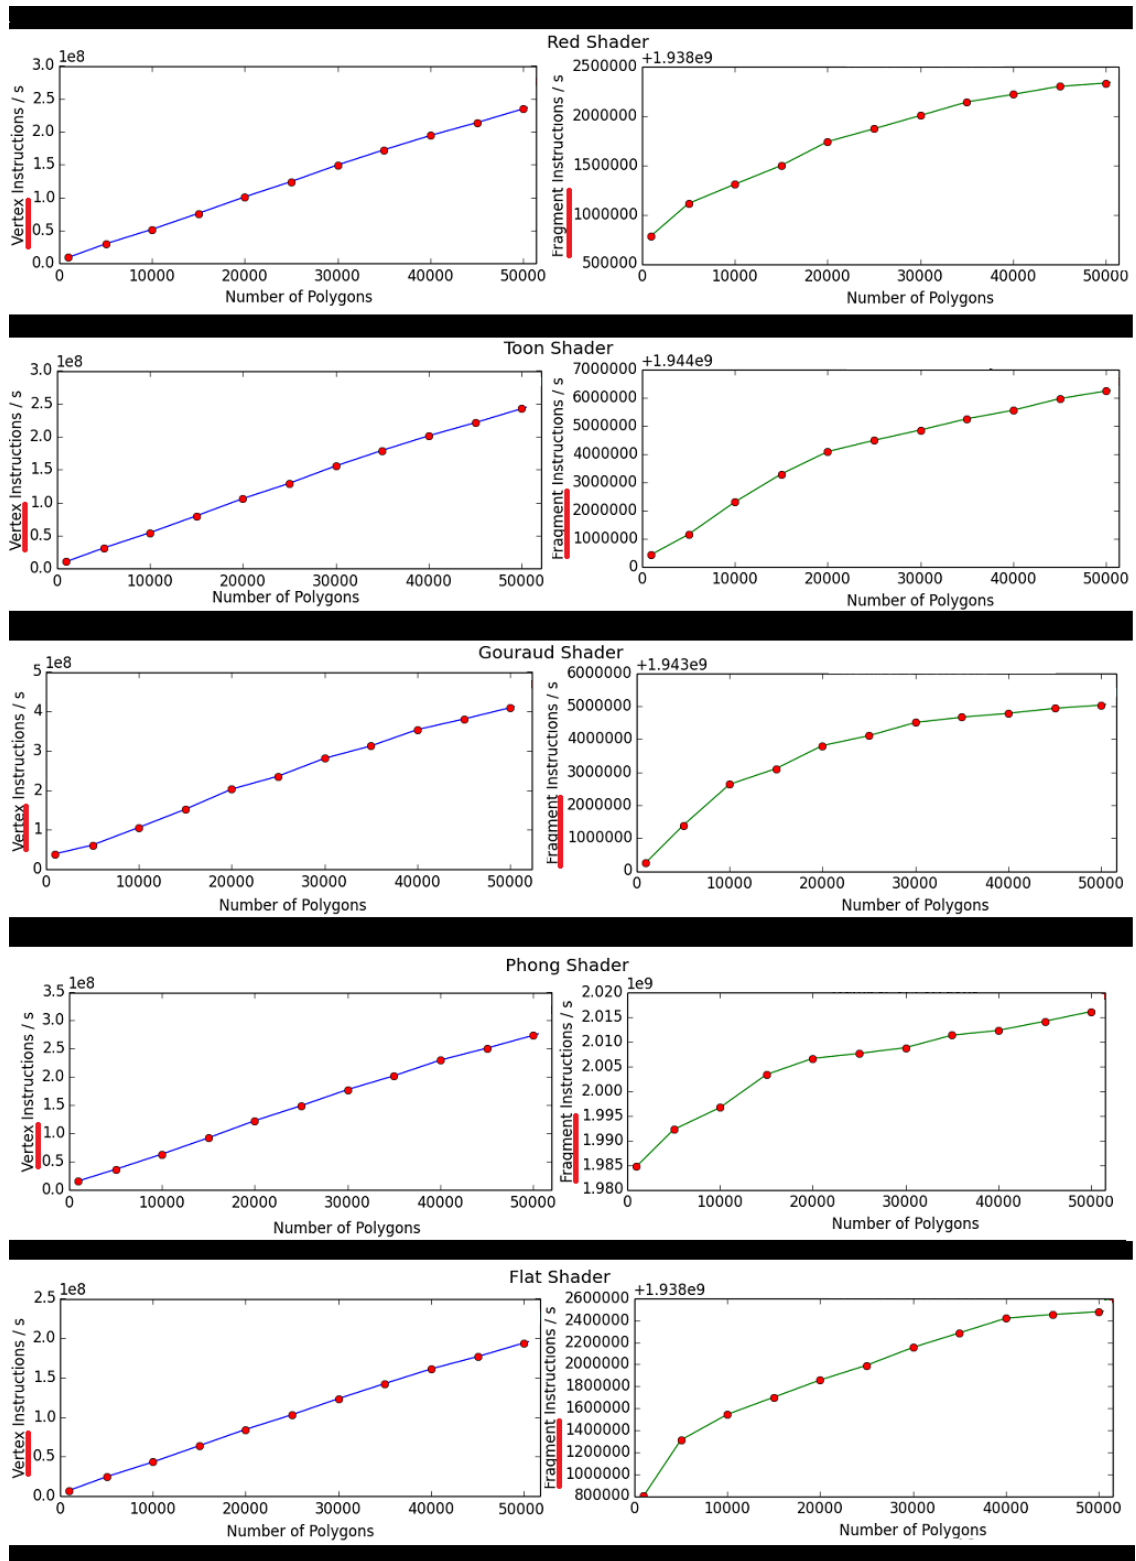 Red Shader
1e8
3.0
2.5
2.0
1.5
1.0
0.5
0.0
Vertex Instructions / s
0 10000 20000 30000 40000 50000
Number of Polygons
+1.938e9
2500000
2000000
1500000
1000000
500000
Fragment Instructions / s
0 10000 20000 30000 40000 50000
Number of Polygons
Toon Shader
1e8
3.0
2.5
2.0
1.5
1.0
0.5
0.0
Vertex Instructions / s
0 10000 20000 30000 40000 50000
Number of Polygons
+1.944e9
7000000
6000000
5000000
4000000
3000000
2000000
1000000
0
Fragment Instructions / s
0 10000 20000 30000 40000 50000
Number of Polygons
Gouraud Shader
1e8
5
4
3
2
1
0
Vertex Instructions / s
0 10000 20000 30000 40000 50000
Number of Polygons
+1.943e9
6000000
5000000
4000000
3000000
2000000
1000000
0
Fragment Instructions / s
0 10000 20000 30000 40000 50000
Number of Polygons
Phong Shader
1e8
3.5
3.0
2.5
2.0
1.5
1.0
0.5
0.0
Vertex Instructions / s
0 10000 20000 30000 40000 50000
Number of Polygons
1e9
2.020
2.015
2.010
2.005
2.000
1.995
1.990
1.985
1.980
Fragment Instructions / s
0 10000 20000 30000 40000 50000
Number of Polygons
Flat Shader
1e8
2.5
2.0
1.5
1.0
0.5
0.0
Vertex Instructions / s
0 10000 20000 30000 40000 50000
Number of Polygons
+1.938e9
2600000
2400000
2200000
2000000
1800000
1600000
1400000
1200000
1000000
800000
Fragment Instructions / s
0 10000 20000 30000 40000 50000
Number of Polygons